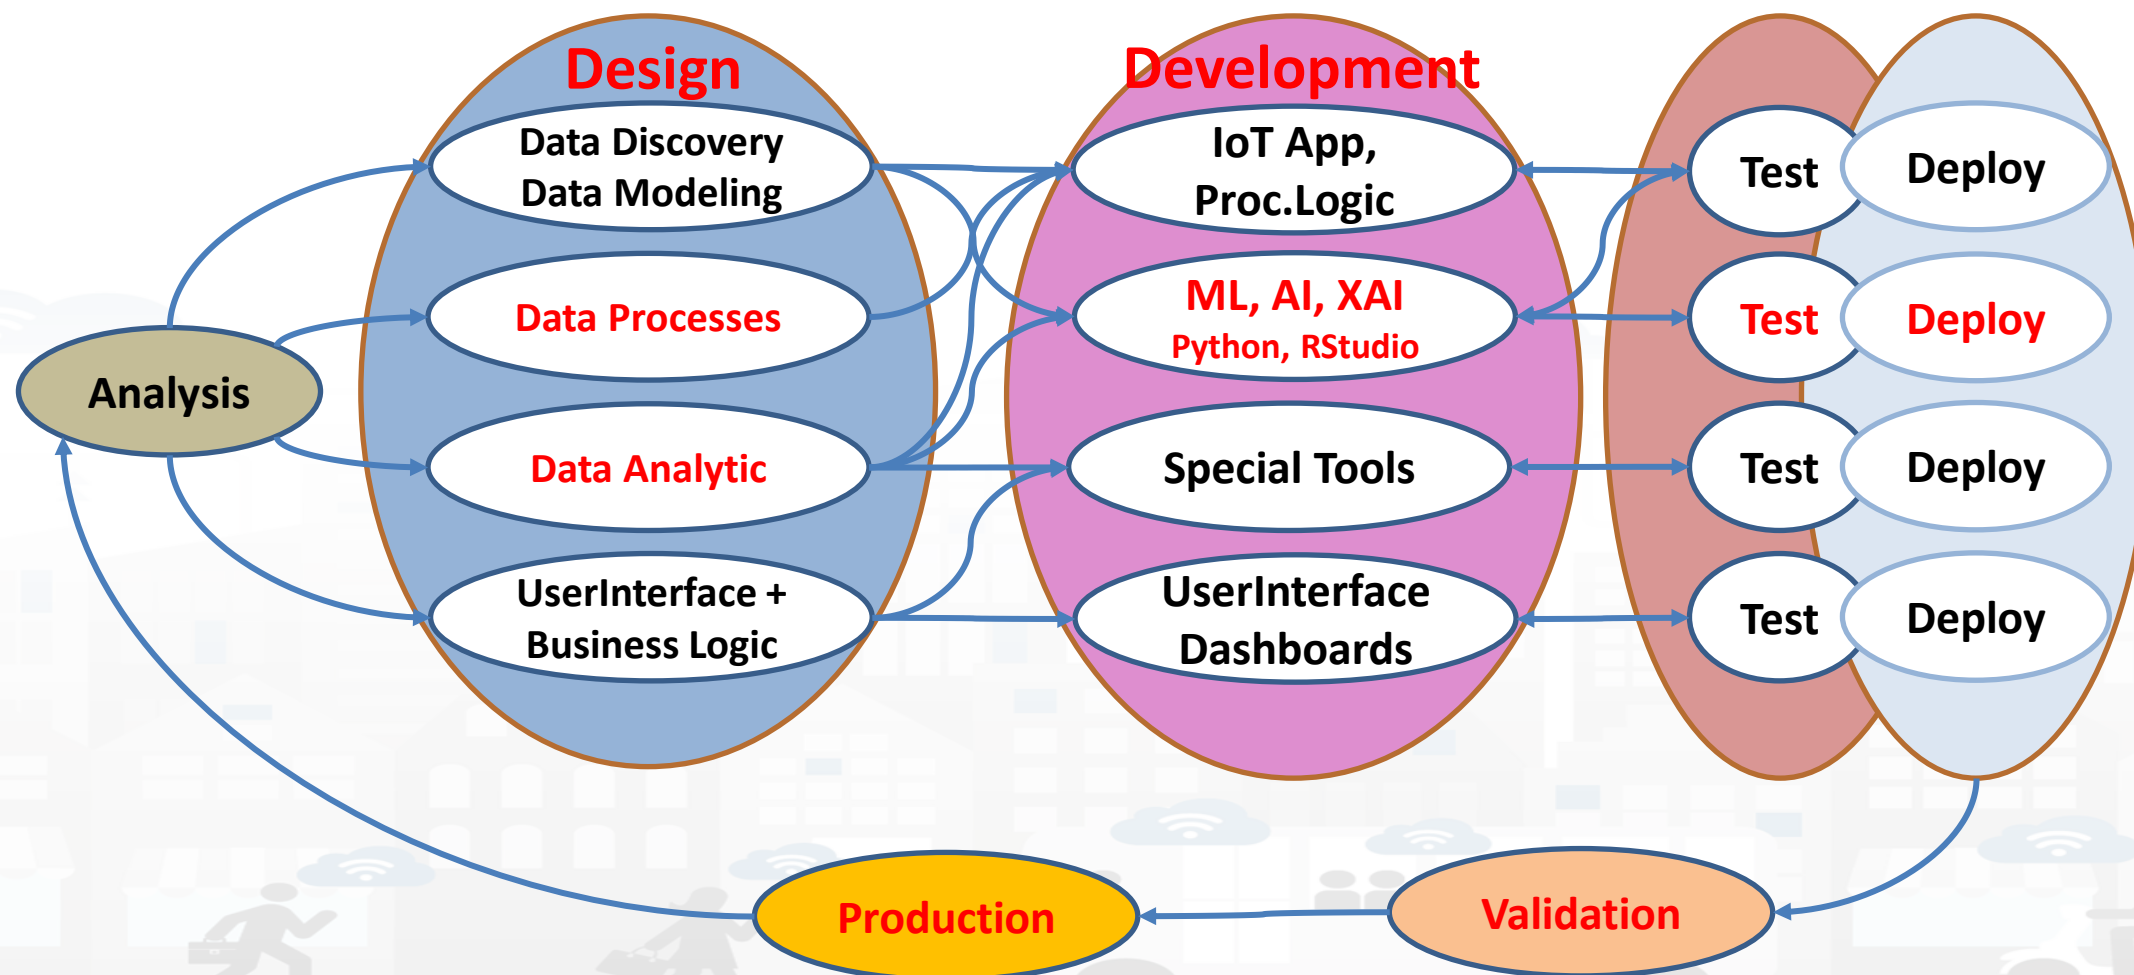 Design
Development
Data Discovery
Data Modeling
IoT App,
Proc.Logic
Test
Deploy
Data Processes
ML, AI, XAI
Python, RStudio
Test
Deploy
Analysis
Data Analytic
Special Tools
Test
Deploy
UserInterface +
Business Logic
UserInterface
Dashboards
Test
Deploy
Production
Validation